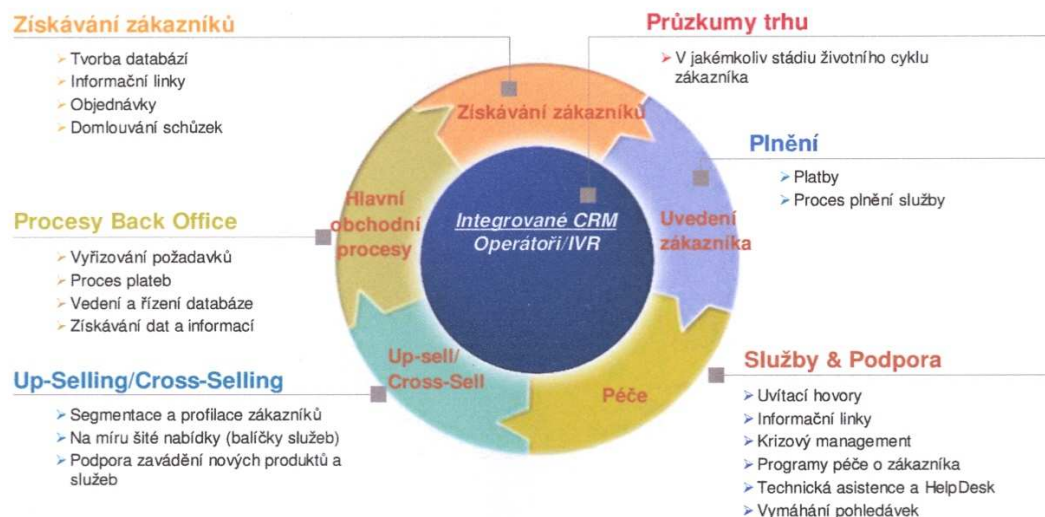 Získávání zákazníků
Tvorba databází
Informační linky
Objednávky
Domlouvání schůzek
Průzkumy trhu
V jakémkoliv stádiu životního cyklu
zákazníka
Plnění
Platby
Proces plnění služby
Získávání zákazníků
Uvedení
zákazníka
Péče
Up-sell/
Cross-Sell
Hlavní
obchodní
procesy
Integrované CRM
Operátoři/IVR
Procesy Back Office
Vyřizování požadavků
Proces plateb
Vedení a řízení databáze
Získávání dat a informací
Up-Selling/Cross-Selling
Segmentace a profilace zákazníků
Na míru šité nabídky (balíčky služeb)
Podpora zavádění nových produktů a
služeb
Služby & Podpora
Uvítací hovory
Informační linky
Krizový management
Programy péče o zákazníka
Technická asistence a HelpDesk
Vymáhání pohledávek